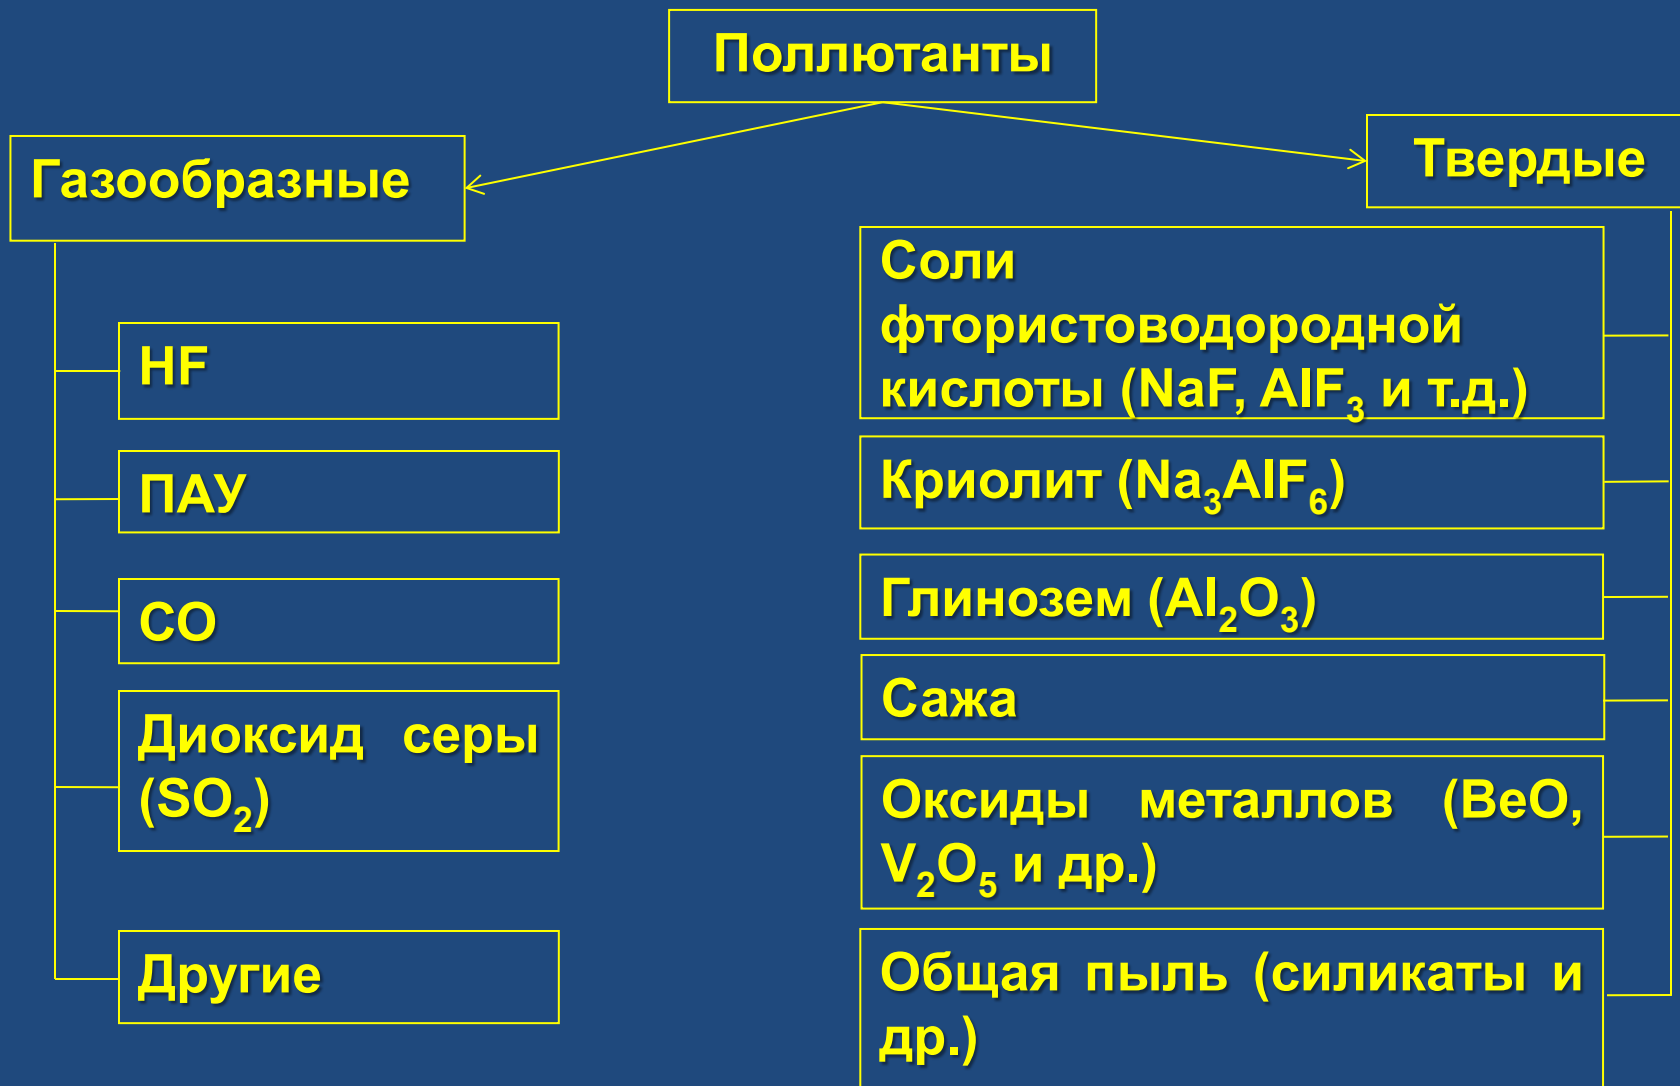 Поллютанты
Газообразные
Твердые
HF
ПАУ
СО
Диоксид серы
(SO₂)
Другие
Соли
фтористоводородной
кислоты (NaF, AlF₃ и т.д.)
Криолит (Na₃AlF₆)
Глинозем (Al₂O₃)
Сажа
Оксиды металлов (BeO,
V₂O₅ и др.)
Общая пыль (силикаты и
др.)